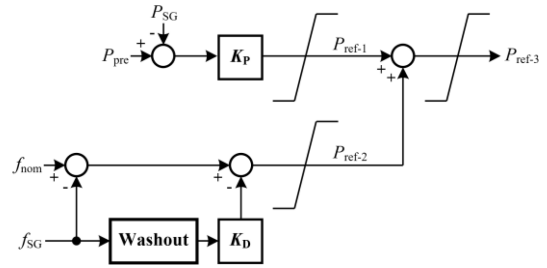 P_SG
-
P_pre + K_P P_ref-1 + P_ref-3
+
P_ref-2
f_nom + - + -
f_SG Washout K_D